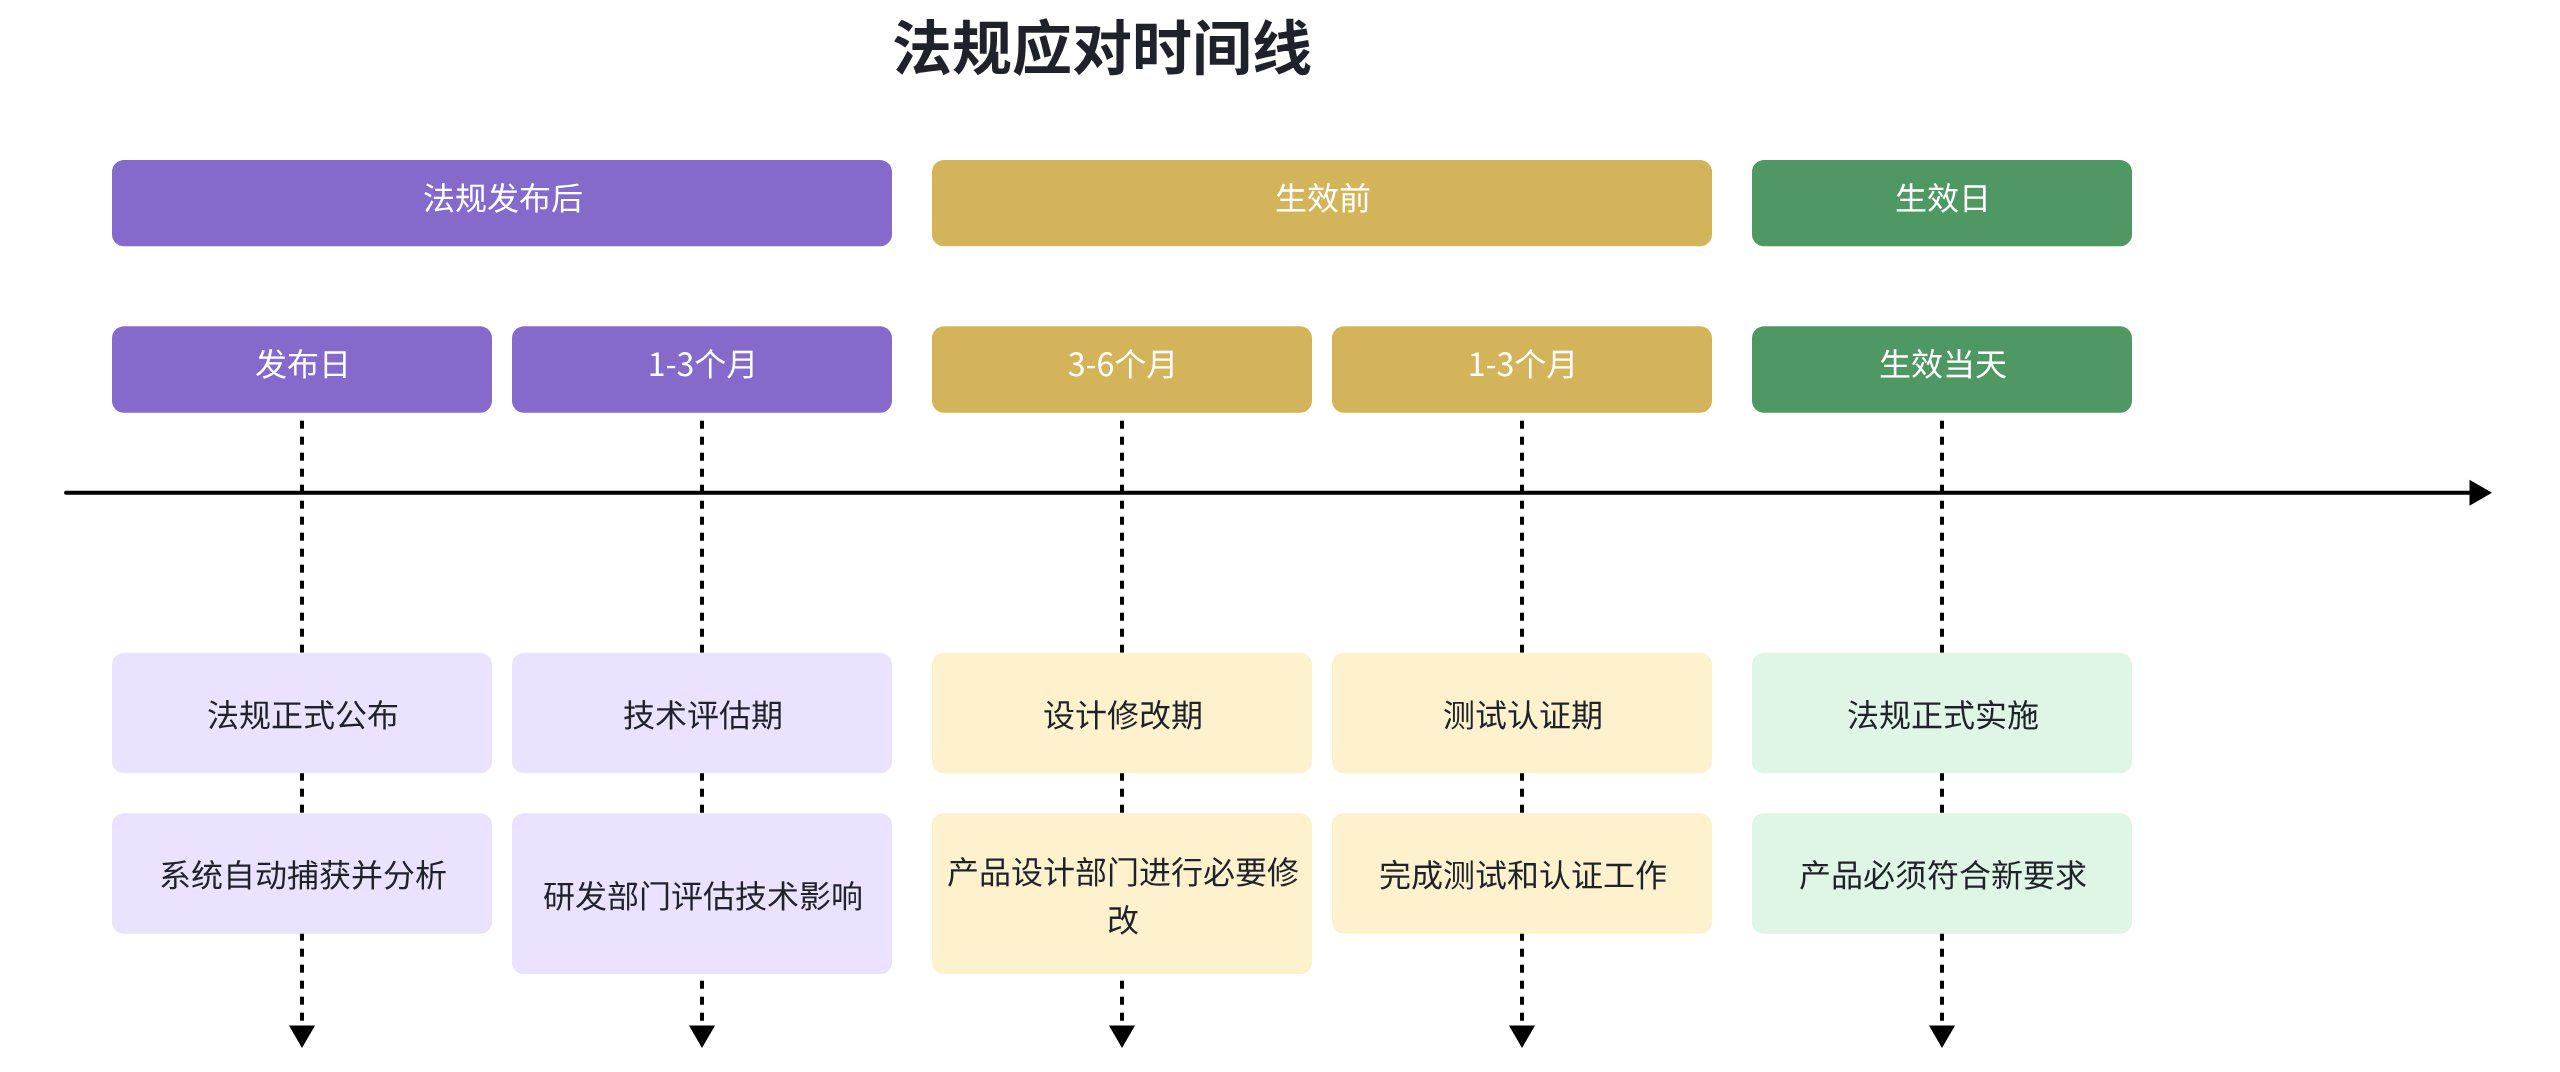 法规应对时间线
法规发布后
生效前
生效日
发布日
1-3个月
3-6个月
1-3个月
生效当天
法规正式公布
技术评估期
设计修改期
测试认证期
法规正式实施
系统自动捕获并分析
研发部门评估技术影响
产品设计部门进行必要修
改
完成测试和认证工作
产品必须符合新要求